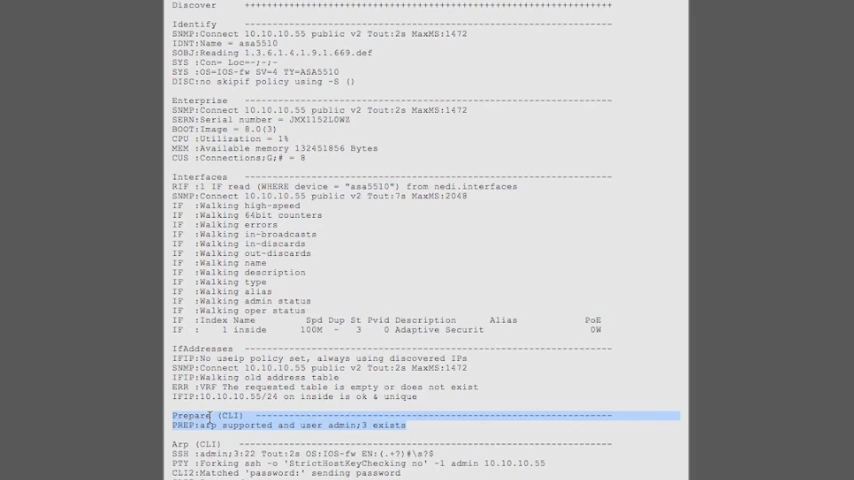 Discover ++++++++++++++++++++++++++++++++++++++++++++++++++++++++++++++
Identify --------------------------------------------------------------
SNMP:Connect 10.10.10.55 public v2 Tout:2s MaxMS:1472
IDNT:Name = asa5510
SOBJ:Reading 1.3.6.1.4.1.9.1.669.def
SYS :Con= Loc=-;-;-
SYS :OS=IOS-fw SV=4 TY=ASA5510
DISC:no skipif policy using -S ()
Enterprise --------------------------------------------------------------
SNMP:Connect 10.10.10.55 public v2 Tout:2s MaxMS:1472
SERN:Serial number = JMX1152L0WZ
BOOT:Image = 8.0(3)
CPU :Utilization = 1%
MEM :Available memory 132451856 Bytes
CUS :Connections;G;# = 8
Interfaces --------------------------------------------------------------
RIF :1 IF read (WHERE device = "asa5510") from nedi.interfaces
SNMP:Connect 10.10.10.55 public v2 Tout:7s MaxMS:2048
IF :Walking high-speed
IF :Walking 64bit counters
IF :Walking errors
IF :Walking in-broadcasts
IF :Walking in-discards
IF :Walking out-discards
IF :Walking name
IF :Walking description
IF :Walking type
IF :Walking alias
IF :Walking admin status
IF :Walking oper status
IF :Index Name Spd Dup St Pvid Description Alias PoE
IF : 1 inside 100M - 3 0 Adaptive Securit 0W
IfAddresses --------------------------------------------------------------
IFIP:No useip policy set, always using discovered IPs
SNMP:Connect 10.10.10.55 public v2 Tout:2s MaxMS:1472
IFIP:Walking old address table
ERR :VRF The requested table is empty or does not exist
IFIP:10.10.10.55/24 on inside is ok & unique
Prepare (CLI) --------------------------------------------------------------
PREP:arp supported and user admin;3 exists
Arp (CLI) --------------------------------------------------------------
SSH :admin;3:22 Tout:2s OS:IOS-fw EN:(.+?)#\s?$
PTY :Forking ssh -o 'StrictHostKeyChecking no' -l admin 10.10.10.55
CLI2:Matched 'password:' sending password